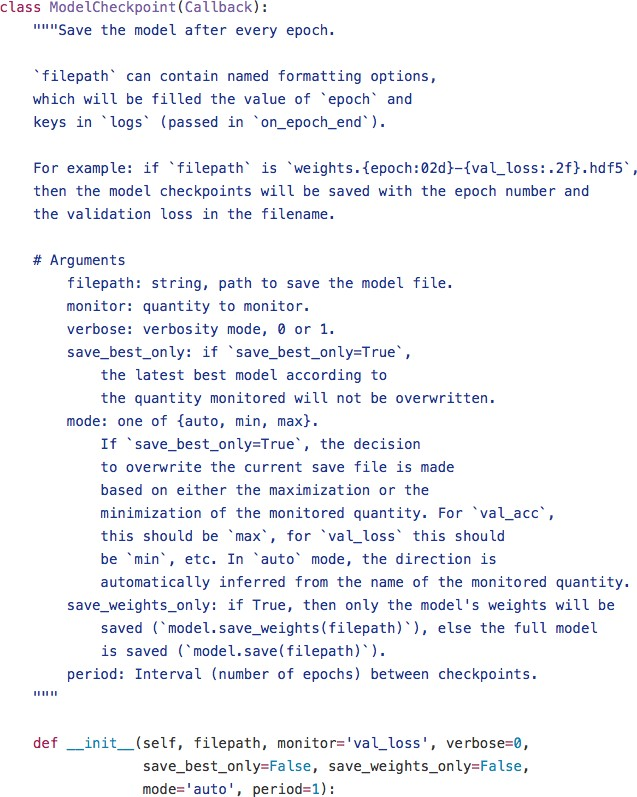 class ModelCheckpoint(Callback):
    """Save the model after every epoch.

    `filepath` can contain named formatting options,
    which will be filled the value of `epoch` and
    keys in `logs` (passed in `on_epoch_end`).

    For example: if `filepath` is `weights.{epoch:02d}-{val_loss:.2f}.hdf5`,
    then the model checkpoints will be saved with the epoch number and
    the validation loss in the filename.

    # Arguments
        filepath: string, path to save the model file.
        monitor: quantity to monitor.
        verbose: verbosity mode, 0 or 1.
        save_best_only: if `save_best_only=True`,
            the latest best model according to
            the quantity monitored will not be overwritten.
        mode: one of {auto, min, max}.
            If `save_best_only=True`, the decision
            to overwrite the current save file is made
            based on either the maximization or the
            minimization of the monitored quantity. For `val_acc`,
            this should be `max`, for `val_loss` this should
            be `min`, etc. In `auto` mode, the direction is
            automatically inferred from the name of the monitored quantity.
        save_weights_only: if True, then only the model's weights will be
            saved (`model.save_weights(filepath)`), else the full model
            is saved (`model.save(filepath)`).
        period: Interval (number of epochs) between checkpoints.
    """

    def __init__(self, filepath, monitor='val_loss', verbose=0,
                 save_best_only=False, save_weights_only=False,
                 mode='auto', period=1):